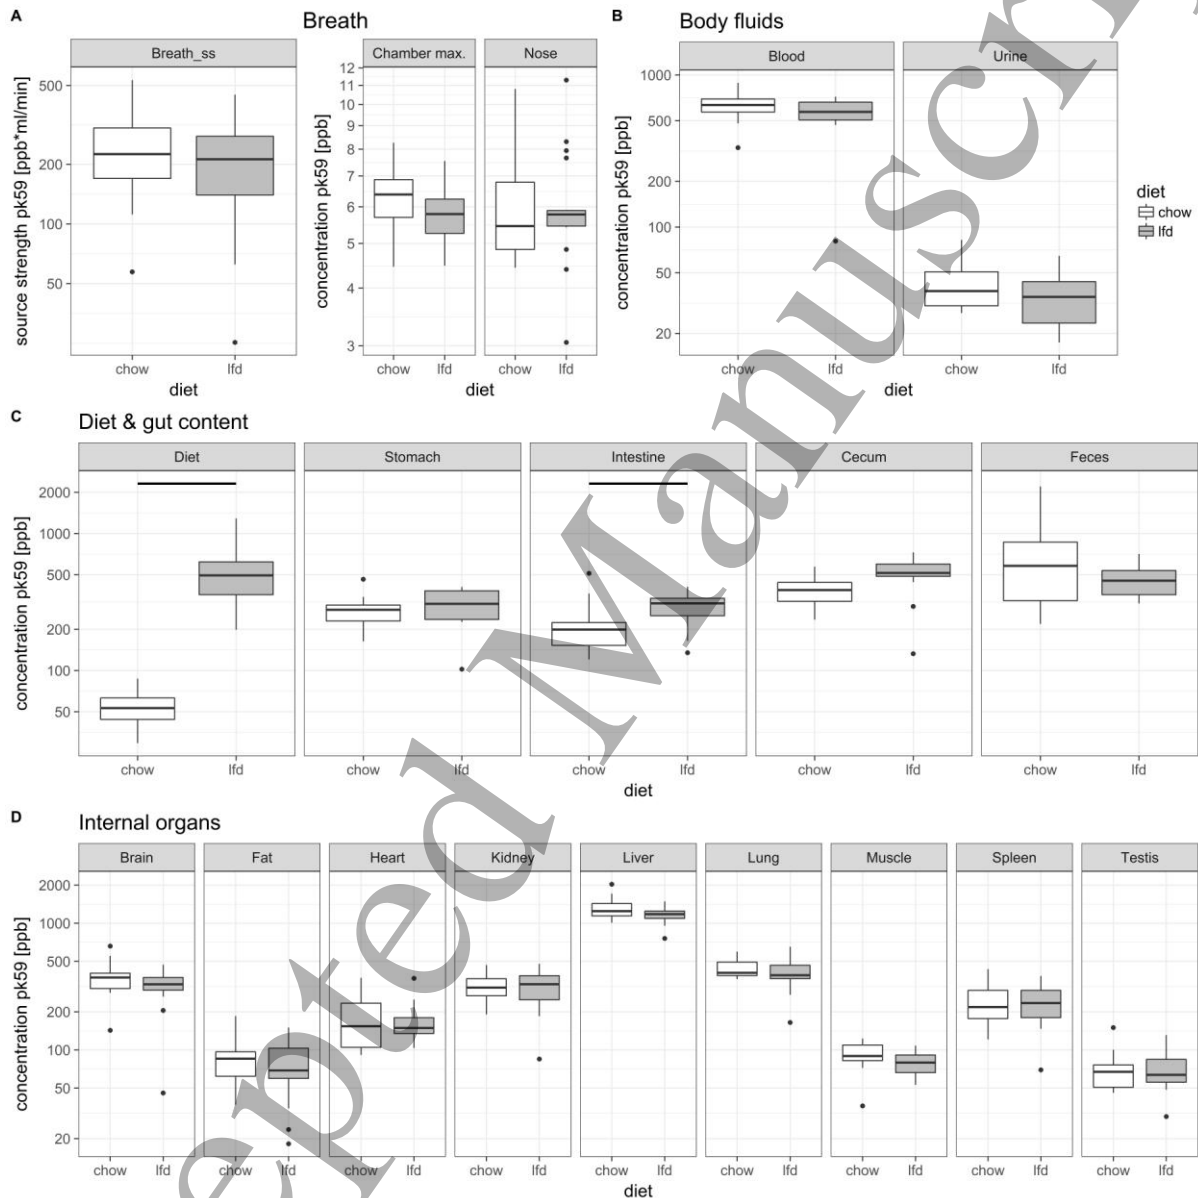 A
Breath
B
Body fluids
Breath_ss
Chamber max.
Nose
Blood
Urine
source strength pk59 [ppb*ml/min]
500
200
100
50
concentration pk59 [ppb]
12
11
10
9
8
7
6
5
4
3
concentration pk59 [ppb]
1000
500
200
100
50
20
diet
chow
lfd
chow
lfd
chow
lfd
chow
lfd
chow
lfd
chow
lfd
diet
diet
diet
C
Diet & gut content
Diet
Stomach
Intestine
Cecum
Feces
concentration pk59 [ppb]
2000
1000
500
200
100
50
chow
lfd
chow
lfd
chow
lfd
chow
lfd
chow
lfd
diet
D
Internal organs
Brain
Fat
Heart
Kidney
Liver
Lung
Muscle
Spleen
Testis
concentration pk59 [ppb]
2000
1000
500
200
100
50
20
chow
lfd
chow
lfd
chow
lfd
chow
lfd
chow
lfd
chow
lfd
chow
lfd
chow
lfd
chow
lfd
diet
epted Manuscri